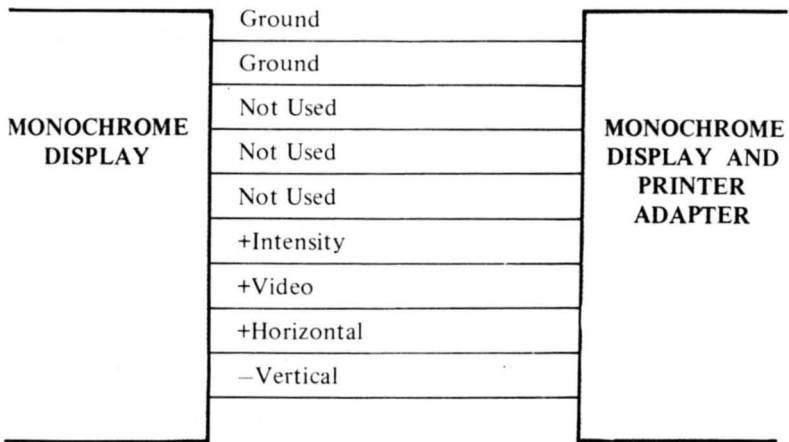 Ground
Ground
Not Used
Not Used
Not Used
+Intensity
+Video
+Horizontal
–Vertical
MONOCHROME
DISPLAY
MONOCHROME
DISPLAY AND
PRINTER
ADAPTER